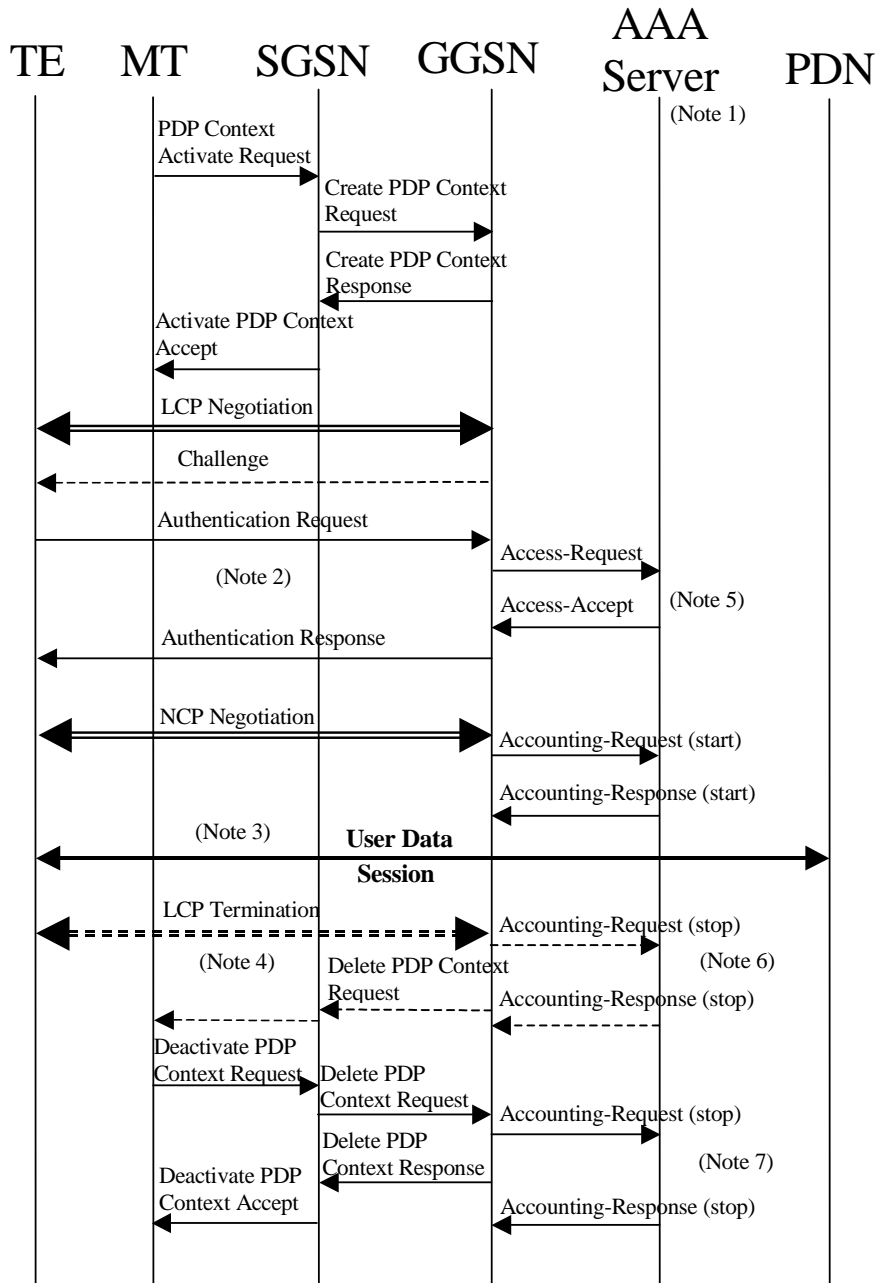 AAA
TE MT SGSN GGSN Server PDN
(Note 1)
PDP Context
Activate Request
Create PDP Context
Request
Create PDP Context
Response
Activate PDP Context
Accept
LCP Negotiation
Challenge
Authentication Request
Access-Request
(Note 2)
(Note 5)
Access-Accept
Authentication Response
NCP Negotiation
Accounting-Request (start)
Accounting-Response (start)
(Note 3)
User Data
Session
LCP Termination
Accounting-Request (stop)
(Note 4)
(Note 6)
Delete PDP Context
Request
Accounting-Response (stop)
Deactivate PDP
Context Request
Delete PDP
Context Request
Accounting-Request (stop)
Delete PDP
Context Response
(Note 7)
Deactivate PDP
Context Accept
Accounting-Response (stop)